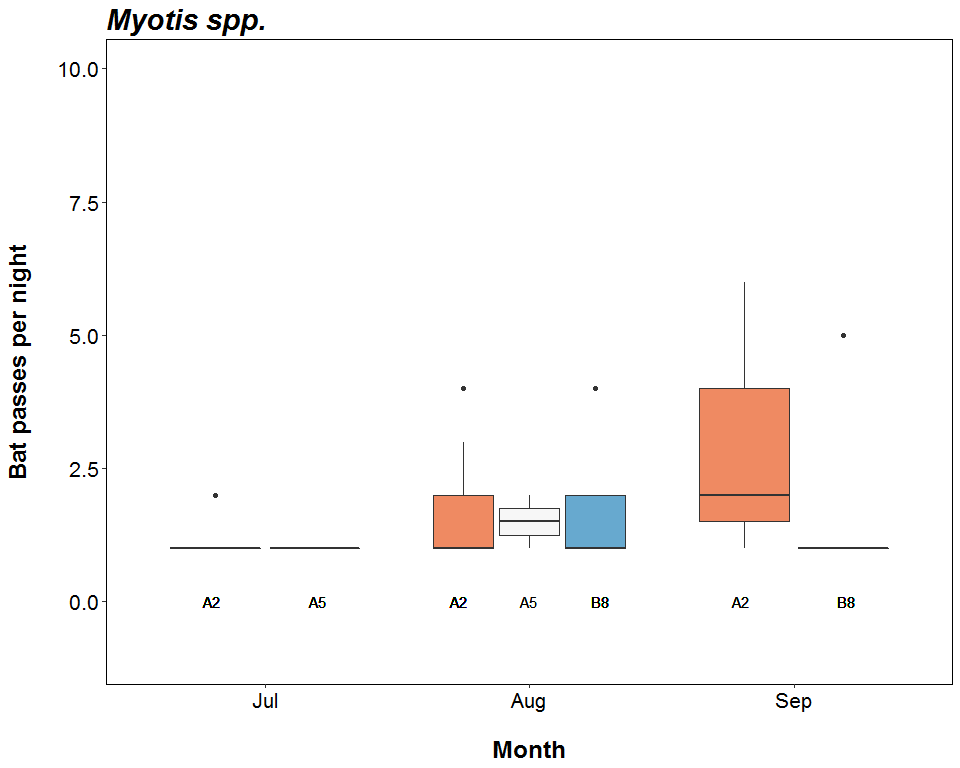 Myotis spp.
10.0
7.5
5.0
2.5
0.0
Bat passes per night
A2 A5 A2 A5 B8 A2 B8
Jul Aug Sep
Month